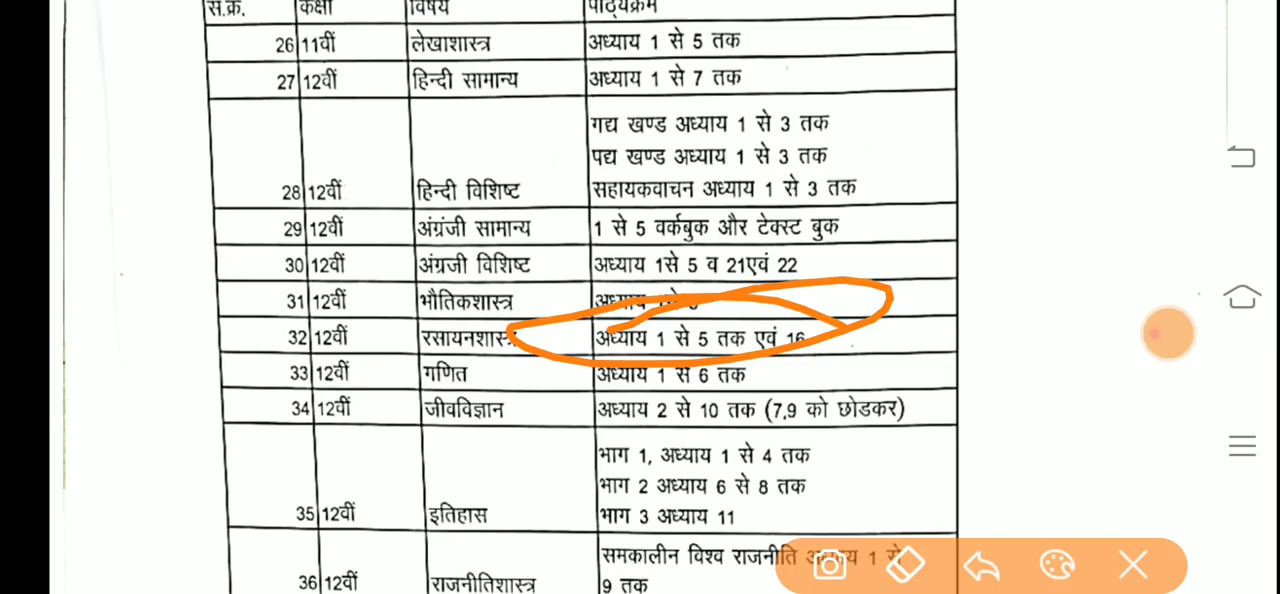 स.क्र. कक्षा विषय पाठ्यक्रम
26 11वीं लेखाशास्त्र अध्याय 1 से 5 तक
27 12वीं हिन्दी सामान्य अध्याय 1 से 7 तक
गद्य खण्ड अध्याय 1 से 3 तक
पद्य खण्ड अध्याय 1 से 3 तक
28 12वीं हिन्दी विशिष्ट सहायकवाचन अध्याय 1 से 3 तक
29 12वीं अंग्रंजी सामान्य 1 से 5 वर्कबुक और टेक्स्ट बुक
30 12वीं अंग्रजी विशिष्ट अध्याय 1से 5 व 21एवं 22
31 12वीं भौतिकशास्त्र अध्याय
32 12वीं रसायनशास्त्र अध्याय 1 से 5 तक एवं 16
33 12वीं गणित अध्याय 1 से 6 तक
34 12वीं जीवविज्ञान अध्याय 2 से 10 तक (7,9 को छोडकर)
भाग 1, अध्याय 1 से 4 तक
भाग 2 अध्याय 6 से 8 तक
35 12वीं इतिहास भाग 3 अध्याय 11
समकालीन विश्व राजनीति अध्याय 1 से
36 12वीं राजनीतिशास्त्र 9 तक